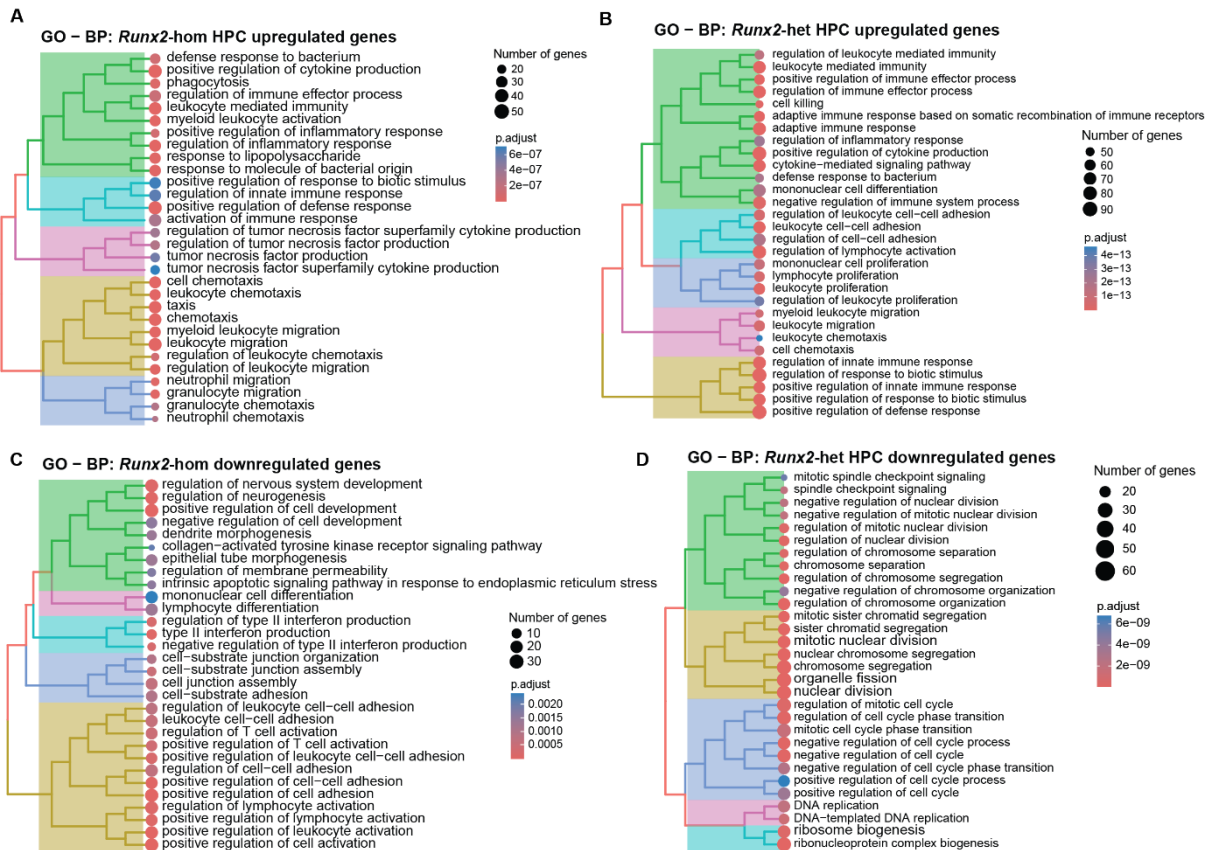 A
GO – BP: Runx2-hom HPC upregulated genes
defense response to bacterium
positive regulation of cytokine production
phagocytosis
regulation of immune effector process
leukocyte mediated immunity
myeloid leukocyte activation
positive regulation of inflammatory response
regulation of inflammatory response
response to lipopolysaccharide
response to molecule of bacterial origin
positive regulation of response to biotic stimulus
regulation of innate immune response
positive regulation of defense response
activation of immune response
regulation of tumor necrosis factor superfamily cytokine production
regulation of tumor necrosis factor production
tumor necrosis factor production
tumor necrosis factor superfamily cytokine production
cell chemotaxis
leukocyte chemotaxis
taxis
chemotaxis
myeloid leukocyte migration
leukocyte migration
regulation of leukocyte chemotaxis
regulation of leukocyte migration
neutrophil migration
granulocyte migration
granulocyte chemotaxis
neutrophil chemotaxis
Number of genes
20
30
40
50
p.adjust
6e−07
4e−07
2e−07
B
GO – BP: Runx2-het HPC upregulated genes
regulation of leukocyte mediated immunity
leukocyte mediated immunity
positive regulation of immune effector process
regulation of immune effector process
cell killing
adaptive immune response based on somatic recombination of immune receptors
adaptive immune response
regulation of inflammatory response
positive regulation of cytokine production
cytokine−mediated signaling pathway
defense response to bacterium
mononuclear cell differentiation
negative regulation of immune system process
regulation of leukocyte cell−cell adhesion
leukocyte cell−cell adhesion
regulation of cell−cell adhesion
regulation of lymphocyte activation
mononuclear cell proliferation
lymphocyte proliferation
leukocyte proliferation
regulation of leukocyte proliferation
myeloid leukocyte migration
leukocyte migration
leukocyte chemotaxis
cell chemotaxis
regulation of innate immune response
regulation of response to biotic stimulus
positive regulation of innate immune response
positive regulation of response to biotic stimulus
positive regulation of defense response
Number of genes
50
60
70
80
90
p.adjust
4e−13
3e−13
2e−13
1e−13
C
GO – BP: Runx2-hom downregulated genes
regulation of nervous system development
regulation of neurogenesis
positive regulation of cell development
negative regulation of cell development
dendrite morphogenesis
collagen−activated tyrosine kinase receptor signaling pathway
epithelial tube morphogenesis
regulation of membrane permeability
intrinsic apoptotic signaling pathway in response to endoplasmic reticulum stress
mononuclear cell differentiation
lymphocyte differentiation
regulation of type II interferon production
type II interferon production
negative regulation of type II interferon production
cell−substrate junction organization
cell−substrate junction assembly
cell junction assembly
cell−substrate adhesion
regulation of leukocyte cell−cell adhesion
leukocyte cell−cell adhesion
regulation of T cell activation
positive regulation of T cell activation
positive regulation of leukocyte cell−cell adhesion
regulation of cell−cell adhesion
positive regulation of cell−cell adhesion
positive regulation of cell adhesion
regulation of lymphocyte activation
positive regulation of lymphocyte activation
positive regulation of leukocyte activation
positive regulation of cell activation
Number of genes
10
20
30
p.adjust
0.0020
0.0015
0.0010
0.0005
D
GO – BP: Runx2-het HPC downregulated genes
mitotic spindle checkpoint signaling
spindle checkpoint signaling
negative regulation of nuclear division
negative regulation of mitotic nuclear division
regulation of mitotic nuclear division
regulation of nuclear division
regulation of chromosome separation
chromosome separation
regulation of chromosome segregation
negative regulation of chromosome organization
regulation of chromosome organization
mitotic sister chromatid segregation
sister chromatid segregation
mitotic nuclear division
nuclear chromosome segregation
chromosome segregation
organelle fission
nuclear division
regulation of mitotic cell cycle
regulation of cell cycle phase transition
mitotic cell cycle phase transition
negative regulation of cell cycle process
negative regulation of cell cycle
negative regulation of cell cycle phase transition
positive regulation of cell cycle process
positive regulation of cell cycle
DNA replication
DNA−templated DNA replication
ribosome biogenesis
ribonucleoprotein complex biogenesis
Number of genes
20
30
40
50
60
p.adjust
6e−09
4e−09
2e−09